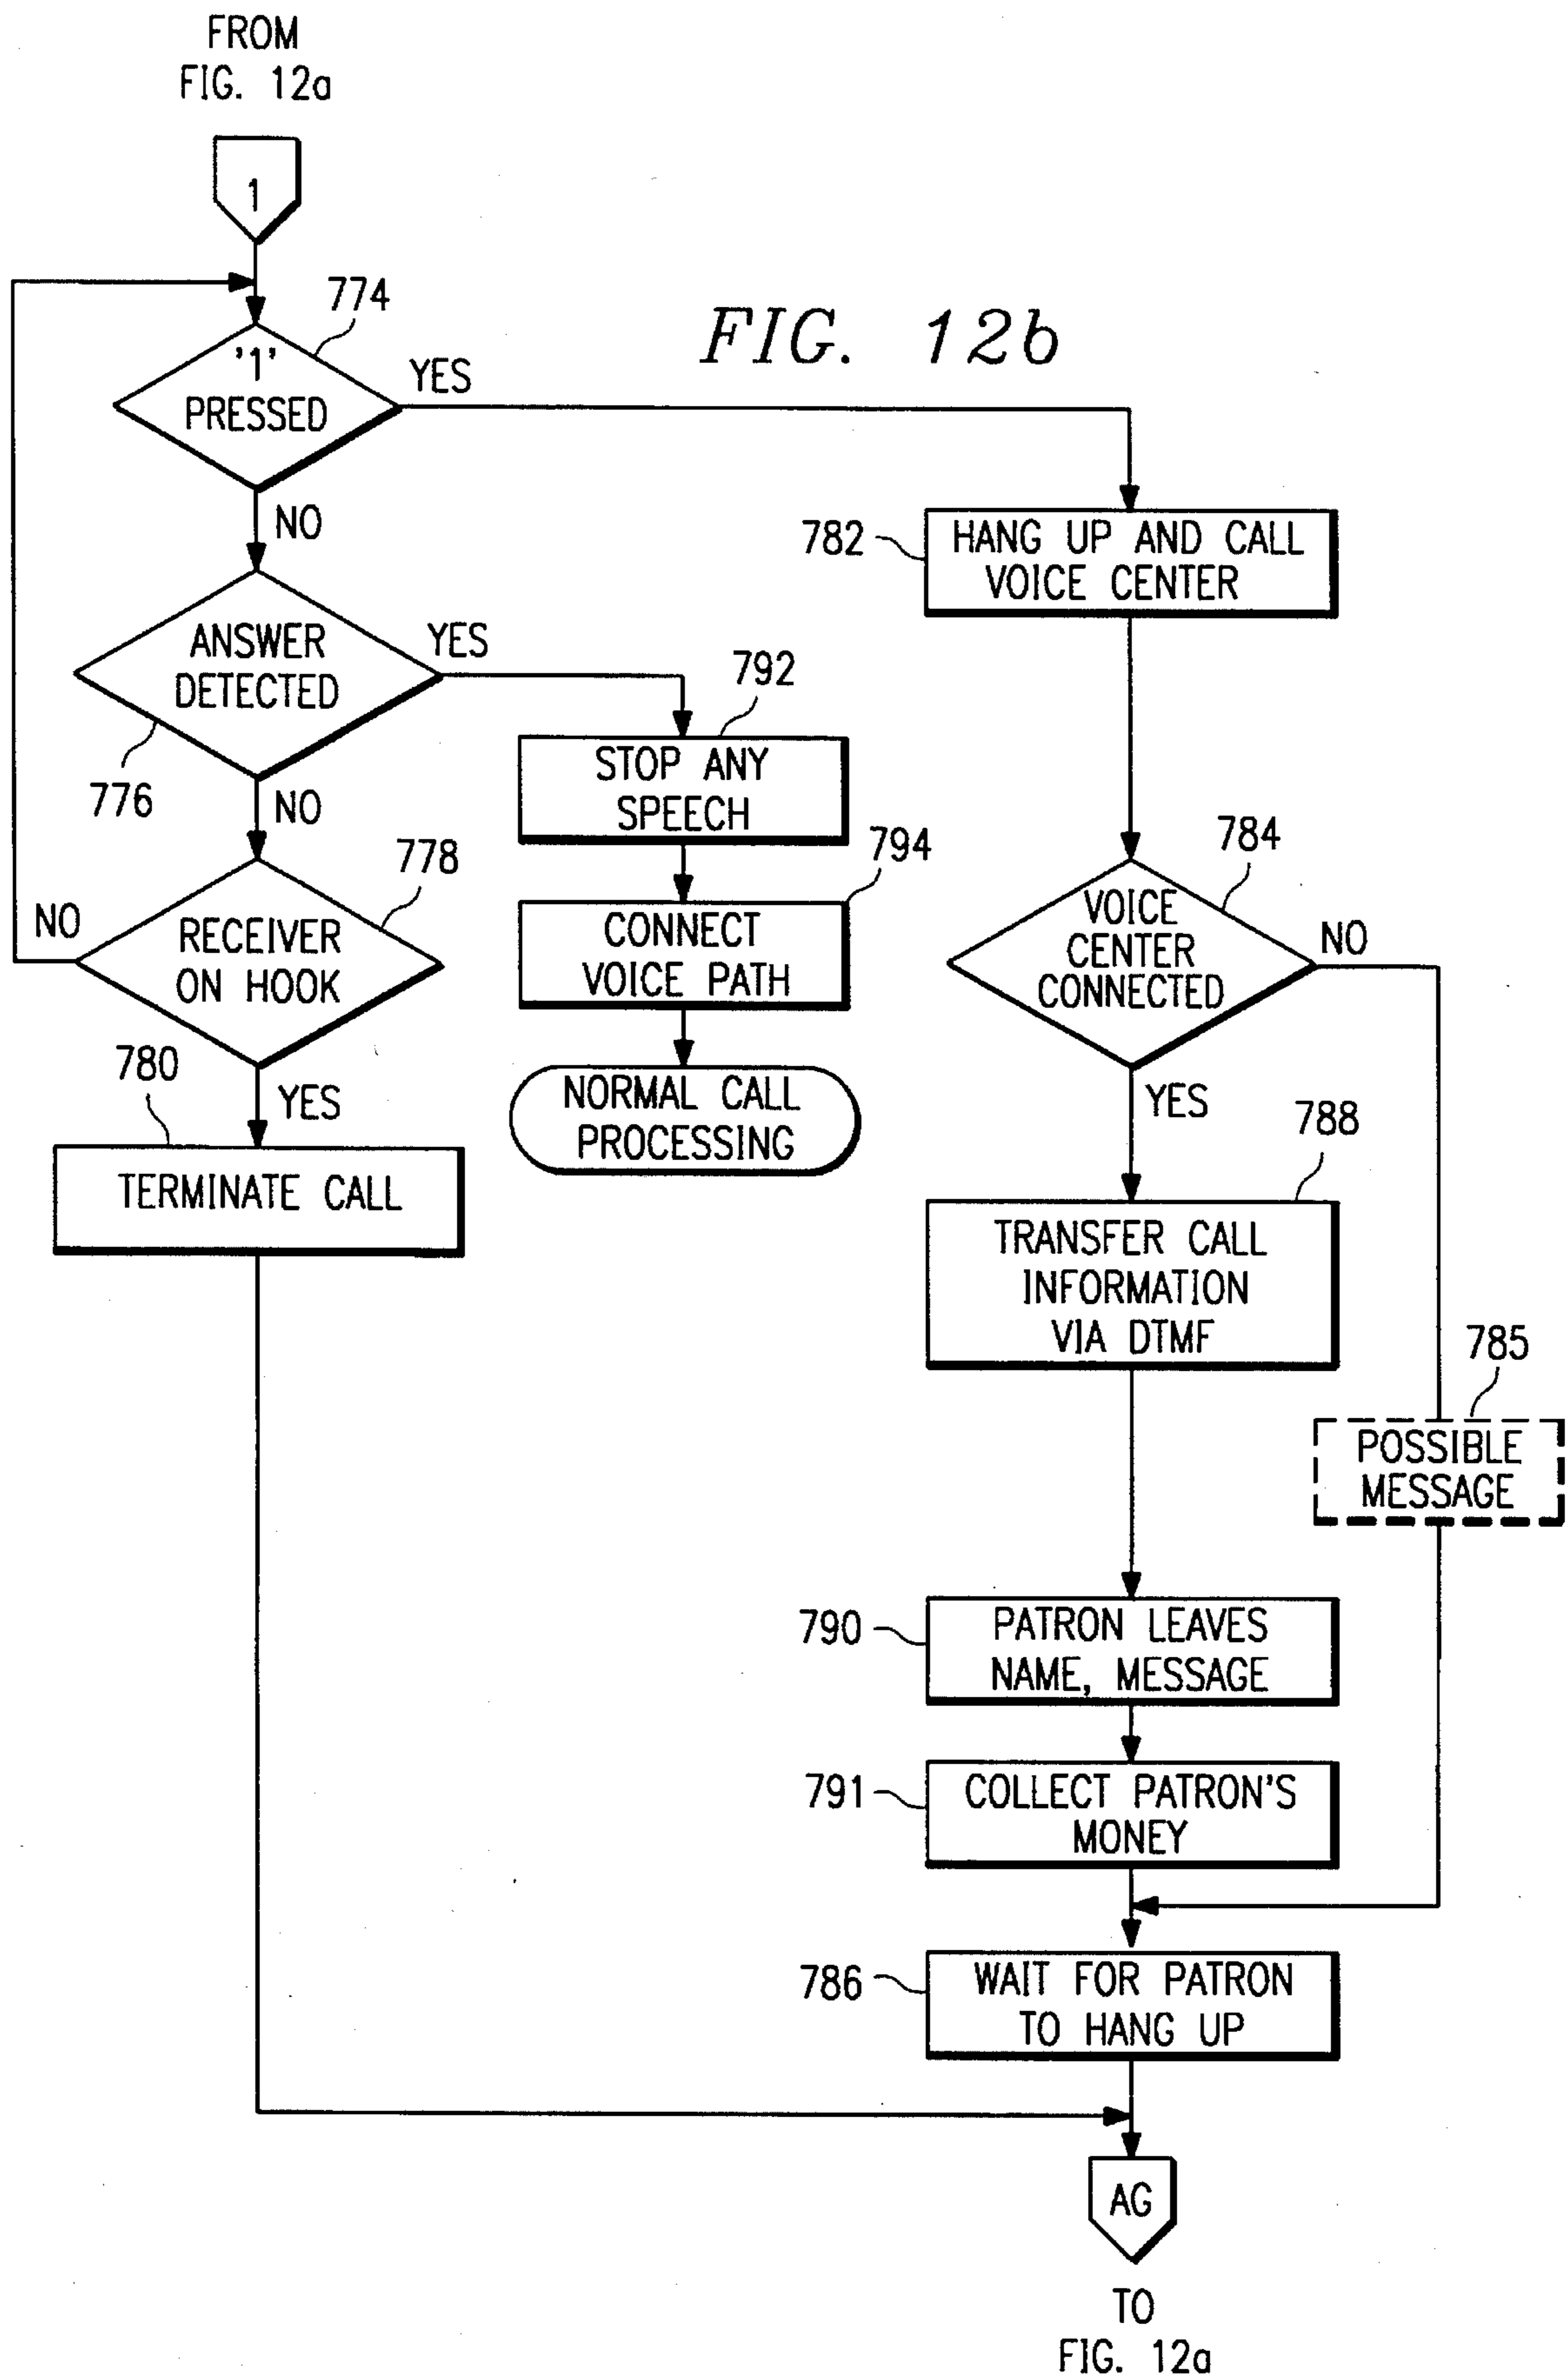 FROM
FIG. 12a
1
774
FIG. 12b
'1'
PRESSED
YES
NO
782
HANG UP AND CALL
VOICE CENTER
ANSWER
DETECTED
YES
776
NO
792
STOP ANY
SPEECH
794
CONNECT
VOICE PATH
NORMAL CALL
PROCESSING
778
NO
RECEIVER
ON HOOK
780
YES
TERMINATE CALL
784
VOICE
CENTER
CONNECTED
NO
YES
788
TRANSFER CALL
INFORMATION
VIA DTMF
785
POSSIBLE
MESSAGE
790
PATRON LEAVES
NAME, MESSAGE
791
COLLECT PATRON'S
MONEY
786
WAIT FOR PATRON
TO HANG UP
AG
TO
FIG. 12a